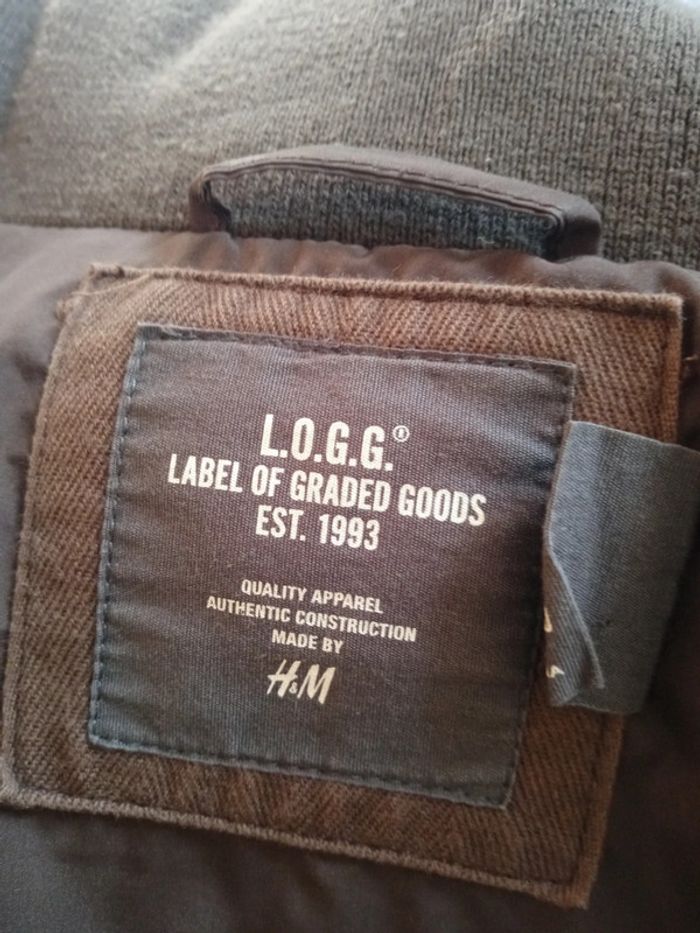 L.O.G.G.®
LABEL OF GRADED GOODS
EST. 1993
QUALITY APPAREL
AUTHENTIC CONSTRUCTION
MADE BY
H&M